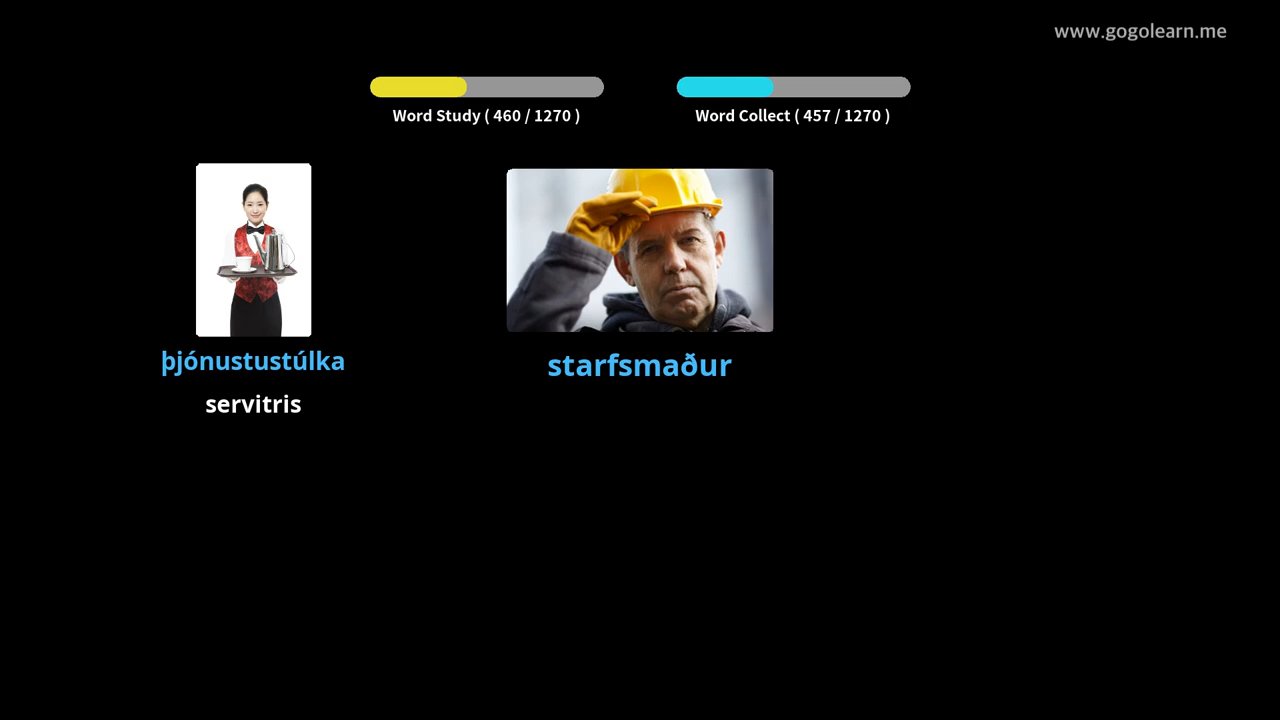 www.gogolearn.me
Word Study ( 460 / 1270 )
Word Collect ( 457 / 1270 )
þjónustustúlka
starfsmaður
servitris